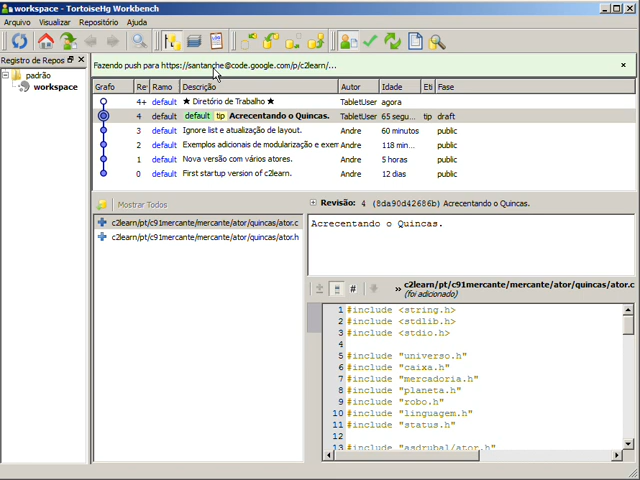 workspace - TortoiseHg Workbench
Arquivo Visualizar Repositório Ajuda
Registro de Repos
padrão
workspace
Fazendo push para https://santanche@code.google.com/p/c2learn/...
Grafo Re Ramo Descrição Autor Idade Eti Fase
4+ default ★ Diretório de Trabalho ★ TabletUser agora
4 default default tip Acrecentando o Quincas. TabletUser 65 segu... tip draft
3 default Ignore list e atualização de layout. Andre 60 minutos public
2 default Exemplos adicionais de modularização e exem Andre 118 min... public
1 default Nova versão com vários atores. Andre 5 horas public
0 default First startup version of c2learn. Andre 12 dias public
Mostrar Todos
c2learn/pt/c91mercante/mercante/ator/quincas/ator.c
c2learn/pt/c91mercante/mercante/ator/quincas/ator.h
Revisão: 4 (8da90d42686b) Acrecentando o Quincas.
Acrecentando o Quincas.
# » c2learn/pt/c91mercante/mercante/ator/quincas/ator.c
(foi adicionado)
1 #include <string.h>
2 #include <stdlib.h>
3 #include <stdio.h>
4
5 #include "universo.h"
6 #include "caixa.h"
7 #include "mercadoria.h"
8 #include "planeta.h"
9 #include "robo.h"
10 #include "linguagem.h"
11 #include "status.h"
12
13 #include "asdrubal/ator.h"